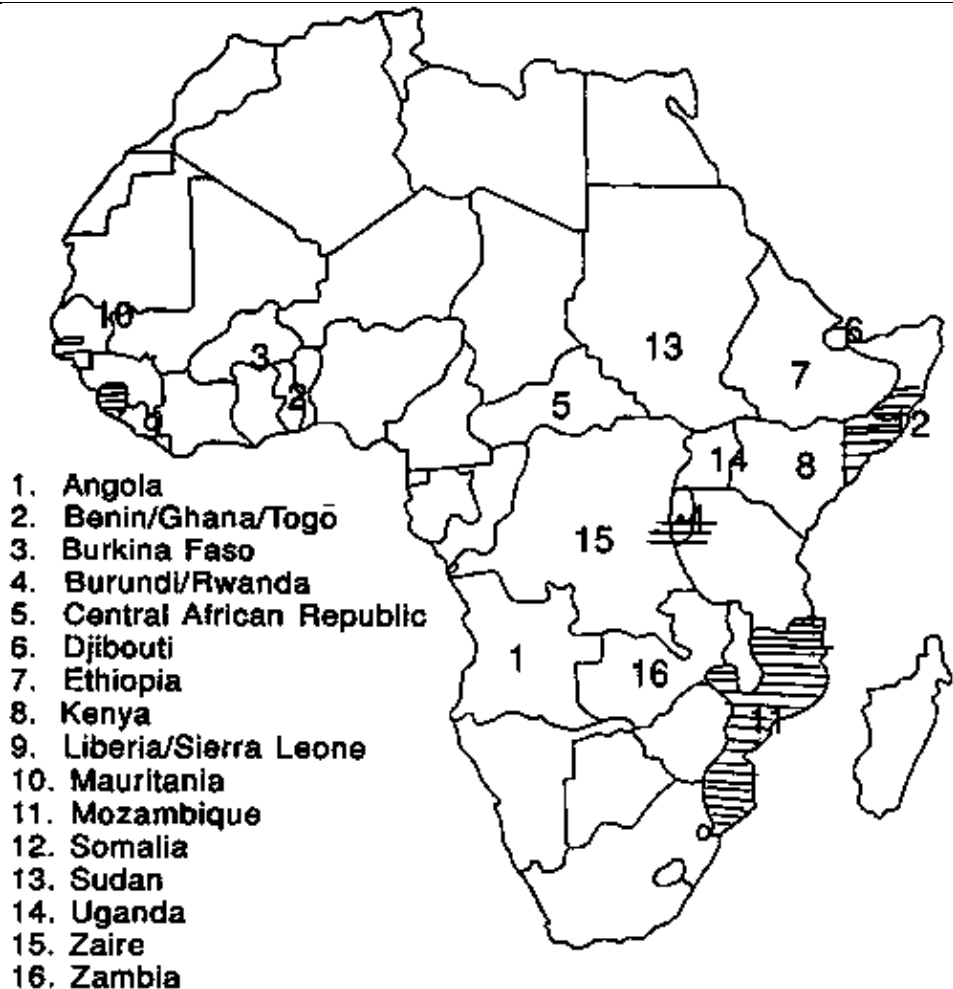 10
3
2
9
13
6
7
5
12
14
8
4
15
1
16
11
1. Angola
2. Benin/Ghana/Togō
3. Burkina Faso
4. Burundi/Rwanda
5. Central African Republic
6. Djibouti
7. Ethiopia
8. Kenya
9. Liberia/Sierra Leone
10. Mauritania
11. Mozambique
12. Somalia
13. Sudan
14. Uganda
15. Zaire
16. Zambia